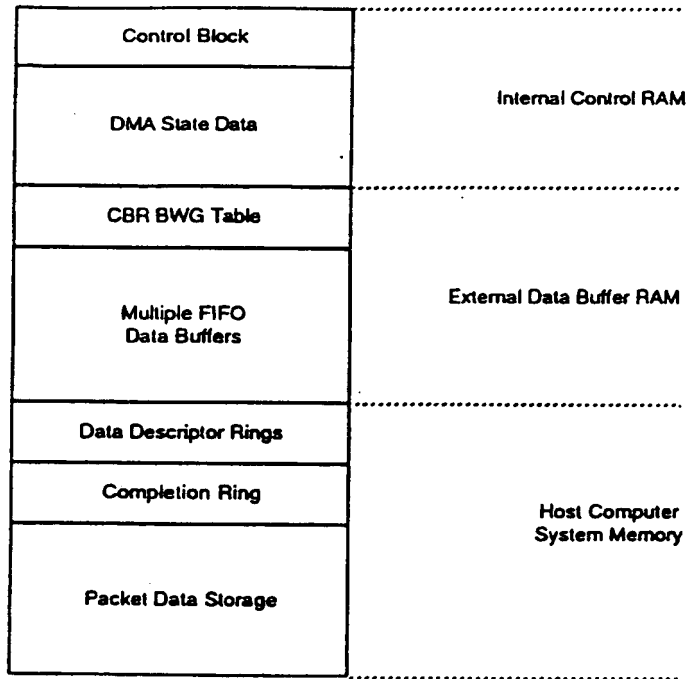 Control Block
Internal Control RAM
DMA State Data
CBR BWG Table
External Data Buffer RAM
Multiple FIFO
Data Buffers
Data Descriptor Rings
Completion Ring
Host Computer
System Memory
Packet Data Storage